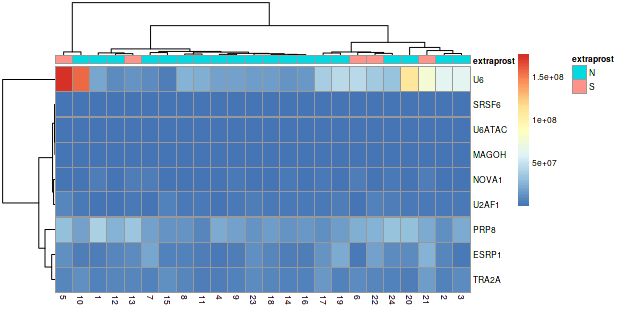 extraprost
U6
SRSF6
U6ATAC
MAGOH
NOVA1
U2AF1
PRP8
ESRP1
TRA2A
5 10 1 12 13 7 15 8 11 4 9 23 18 14 16 17 19 6 22 24 20 21 2 3
1.5e+08
1e+08
5e+07
extraprost
N
S